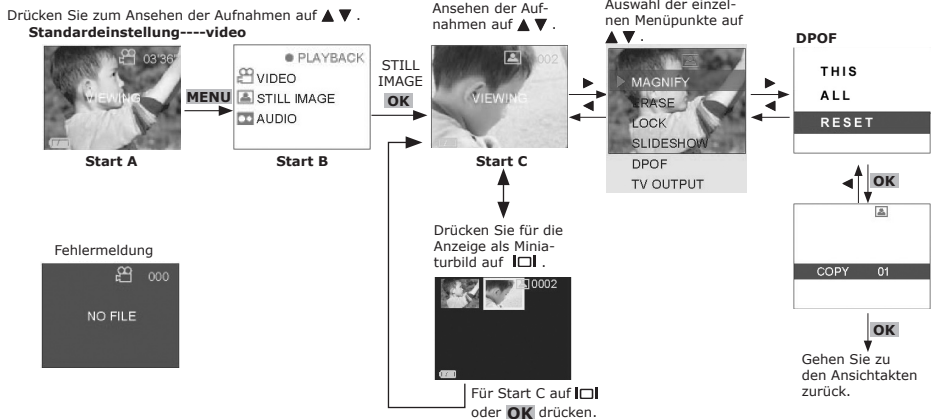 Drücken Sie zum Ansehen der Aufnahmen auf ▲▼.
Standardeinstellung----video
03'36"
VIEWING
Start A
MENU
● PLAYBACK
VIDEO
STILL IMAGE
AUDIO
Start B
STILL
IMAGE
OK
Ansehen der Auf-
nahmen auf ▲▼.
0002
VIEWING
Start C
Auswahl der einzel-
nen Menüpunkte auf
▲▼.
MAGNIFY
ERASE
LOCK
SLIDESHOW
DPOF
TV OUTPUT
DPOF
THIS
ALL
RESET
OK
COPY 01
OK
Gehen Sie zu
den Ansichtakten
zurück.
Drücken Sie für die
Anzeige als Minia-
turbild auf .
0002
Für Start C auf
oder OK drücken.
Fehlermeldung
000
NO FILE